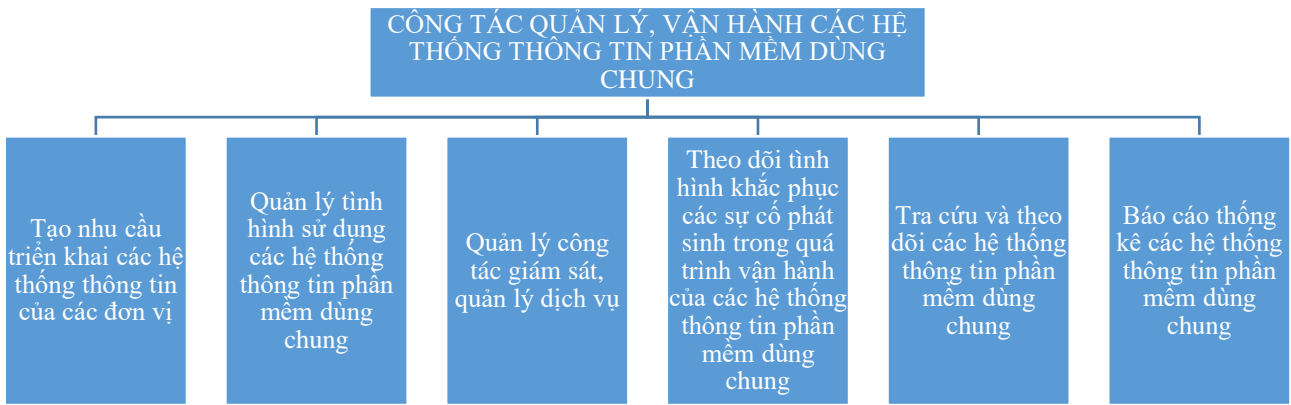 CÔNG TÁC QUẢN LÝ, VẬN HÀNH CÁC HỆ
THỐNG THÔNG TIN PHẦN MỀM DÙNG
CHUNG
Tạo nhu cầu
triển khai các hệ
thống thông tin
của các đơn vị
Quản lý tình
hình sử dụng
các hệ thống
thông tin phần
mềm dùng
chung
Quản lý công
tác giám sát,
quản lý dịch vụ
Theo dõi tình
hình khắc phục
các sự cố phát
sinh trong quá
trình vận hành
của các hệ thống
thông tin phần
mềm dùng
chung
Tra cứu và theo
dõi các hệ thống
thông tin phần
mềm dùng
chung
Báo cáo thống
kê các hệ thống
thông tin phần
mềm dùng
chung